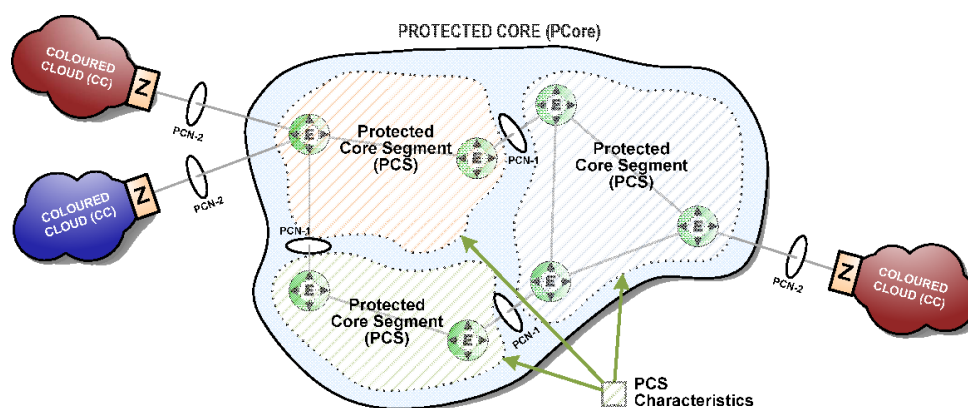 PROTECTED CORE (PCore)
COLOURED
CLOUD (CC)
Z
PCN-2
E
Protected
Core Segment
(PCS)
E
PCN-1
E
Protected
Core Segment
(PCS)
COLOURED
CLOUD (CC)
Z
PCN-2
PCN-1
E
E
PCN-2
Z
COLOURED
CLOUD (CC)
E
Protected
Core Segment
(PCS)
E
PCN-1
PCS
Characteristics